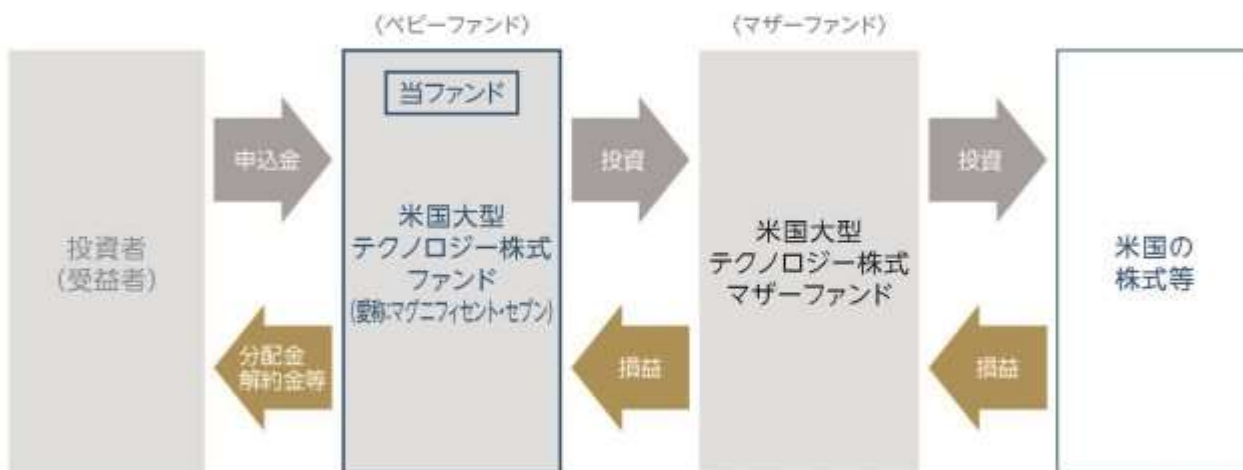 〈ベビーファンド〉
〈マザーファンド〉
当ファンド
申込金
投資
投資
投資者
(受益者)
米国大型
テクノロジー株式
ファンド
(愛称:マグニフィセント・セブン)
米国大型
テクノロジー株式
マザーファンド
米国の
株式等
分配金
解約金等
損益
損益